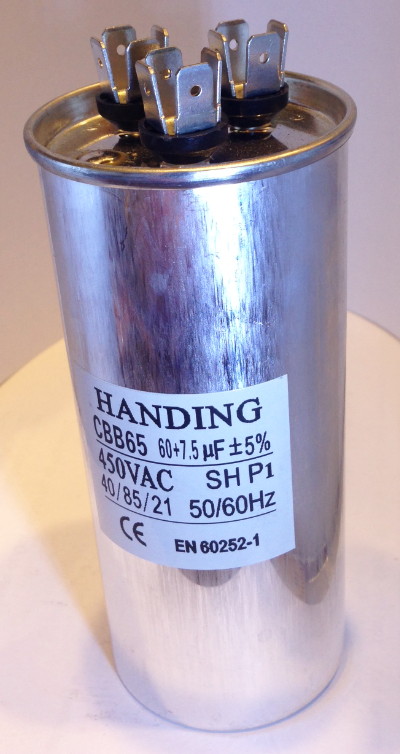 HANDING
CBB65 60+7.5 μF ±5%
450VAC SH P1
40/85/21 50/60Hz
CE EN 60252-1